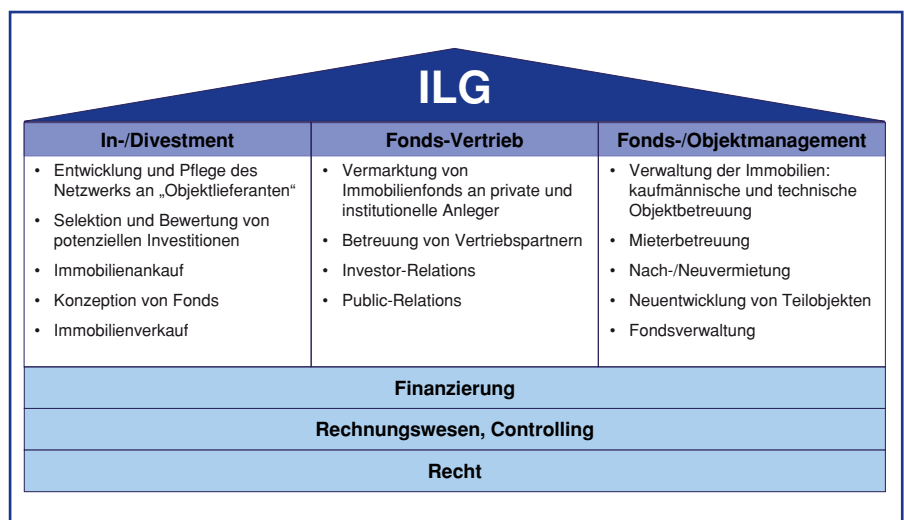 ILG
In-/Divestment
• Entwicklung und Pflege des
Netzwerks an „Objektlieferanten“
• Selektion und Bewertung von
potenziellen Investitionen
• Immobilienankauf
• Konzeption von Fonds
• Immobilienverkauf
Fonds-Vertrieb
• Vermarktung von
Immobilienfonds an private und
institutionelle Anleger
• Betreuung von Vertriebspartnern
• Investor-Relations
• Public-Relations
Fonds-/Objektmanagement
• Verwaltung der Immobilien:
kaufmännische und technische
Objektbetreuung
• Mieterbetreuung
• Nach-/Neuvermietung
• Neuentwicklung von Teilobjekten
• Fondsverwaltung
Finanzierung
Rechnungswesen, Controlling
Recht